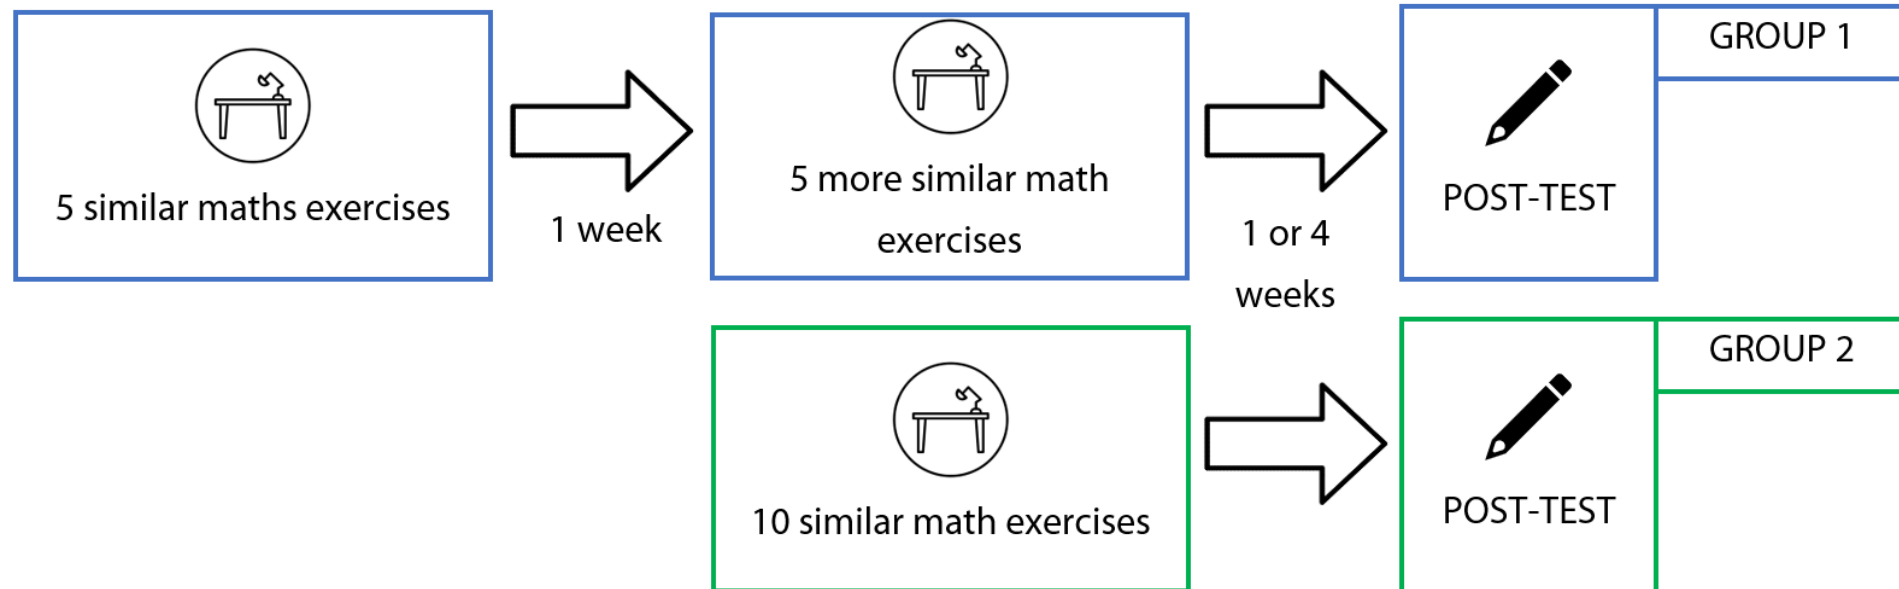 5 similar maths exercises
1 week
5 more similar math
exercises
1 or 4
weeks
POST-TEST
GROUP 1
10 similar math exercises
POST-TEST
GROUP 2